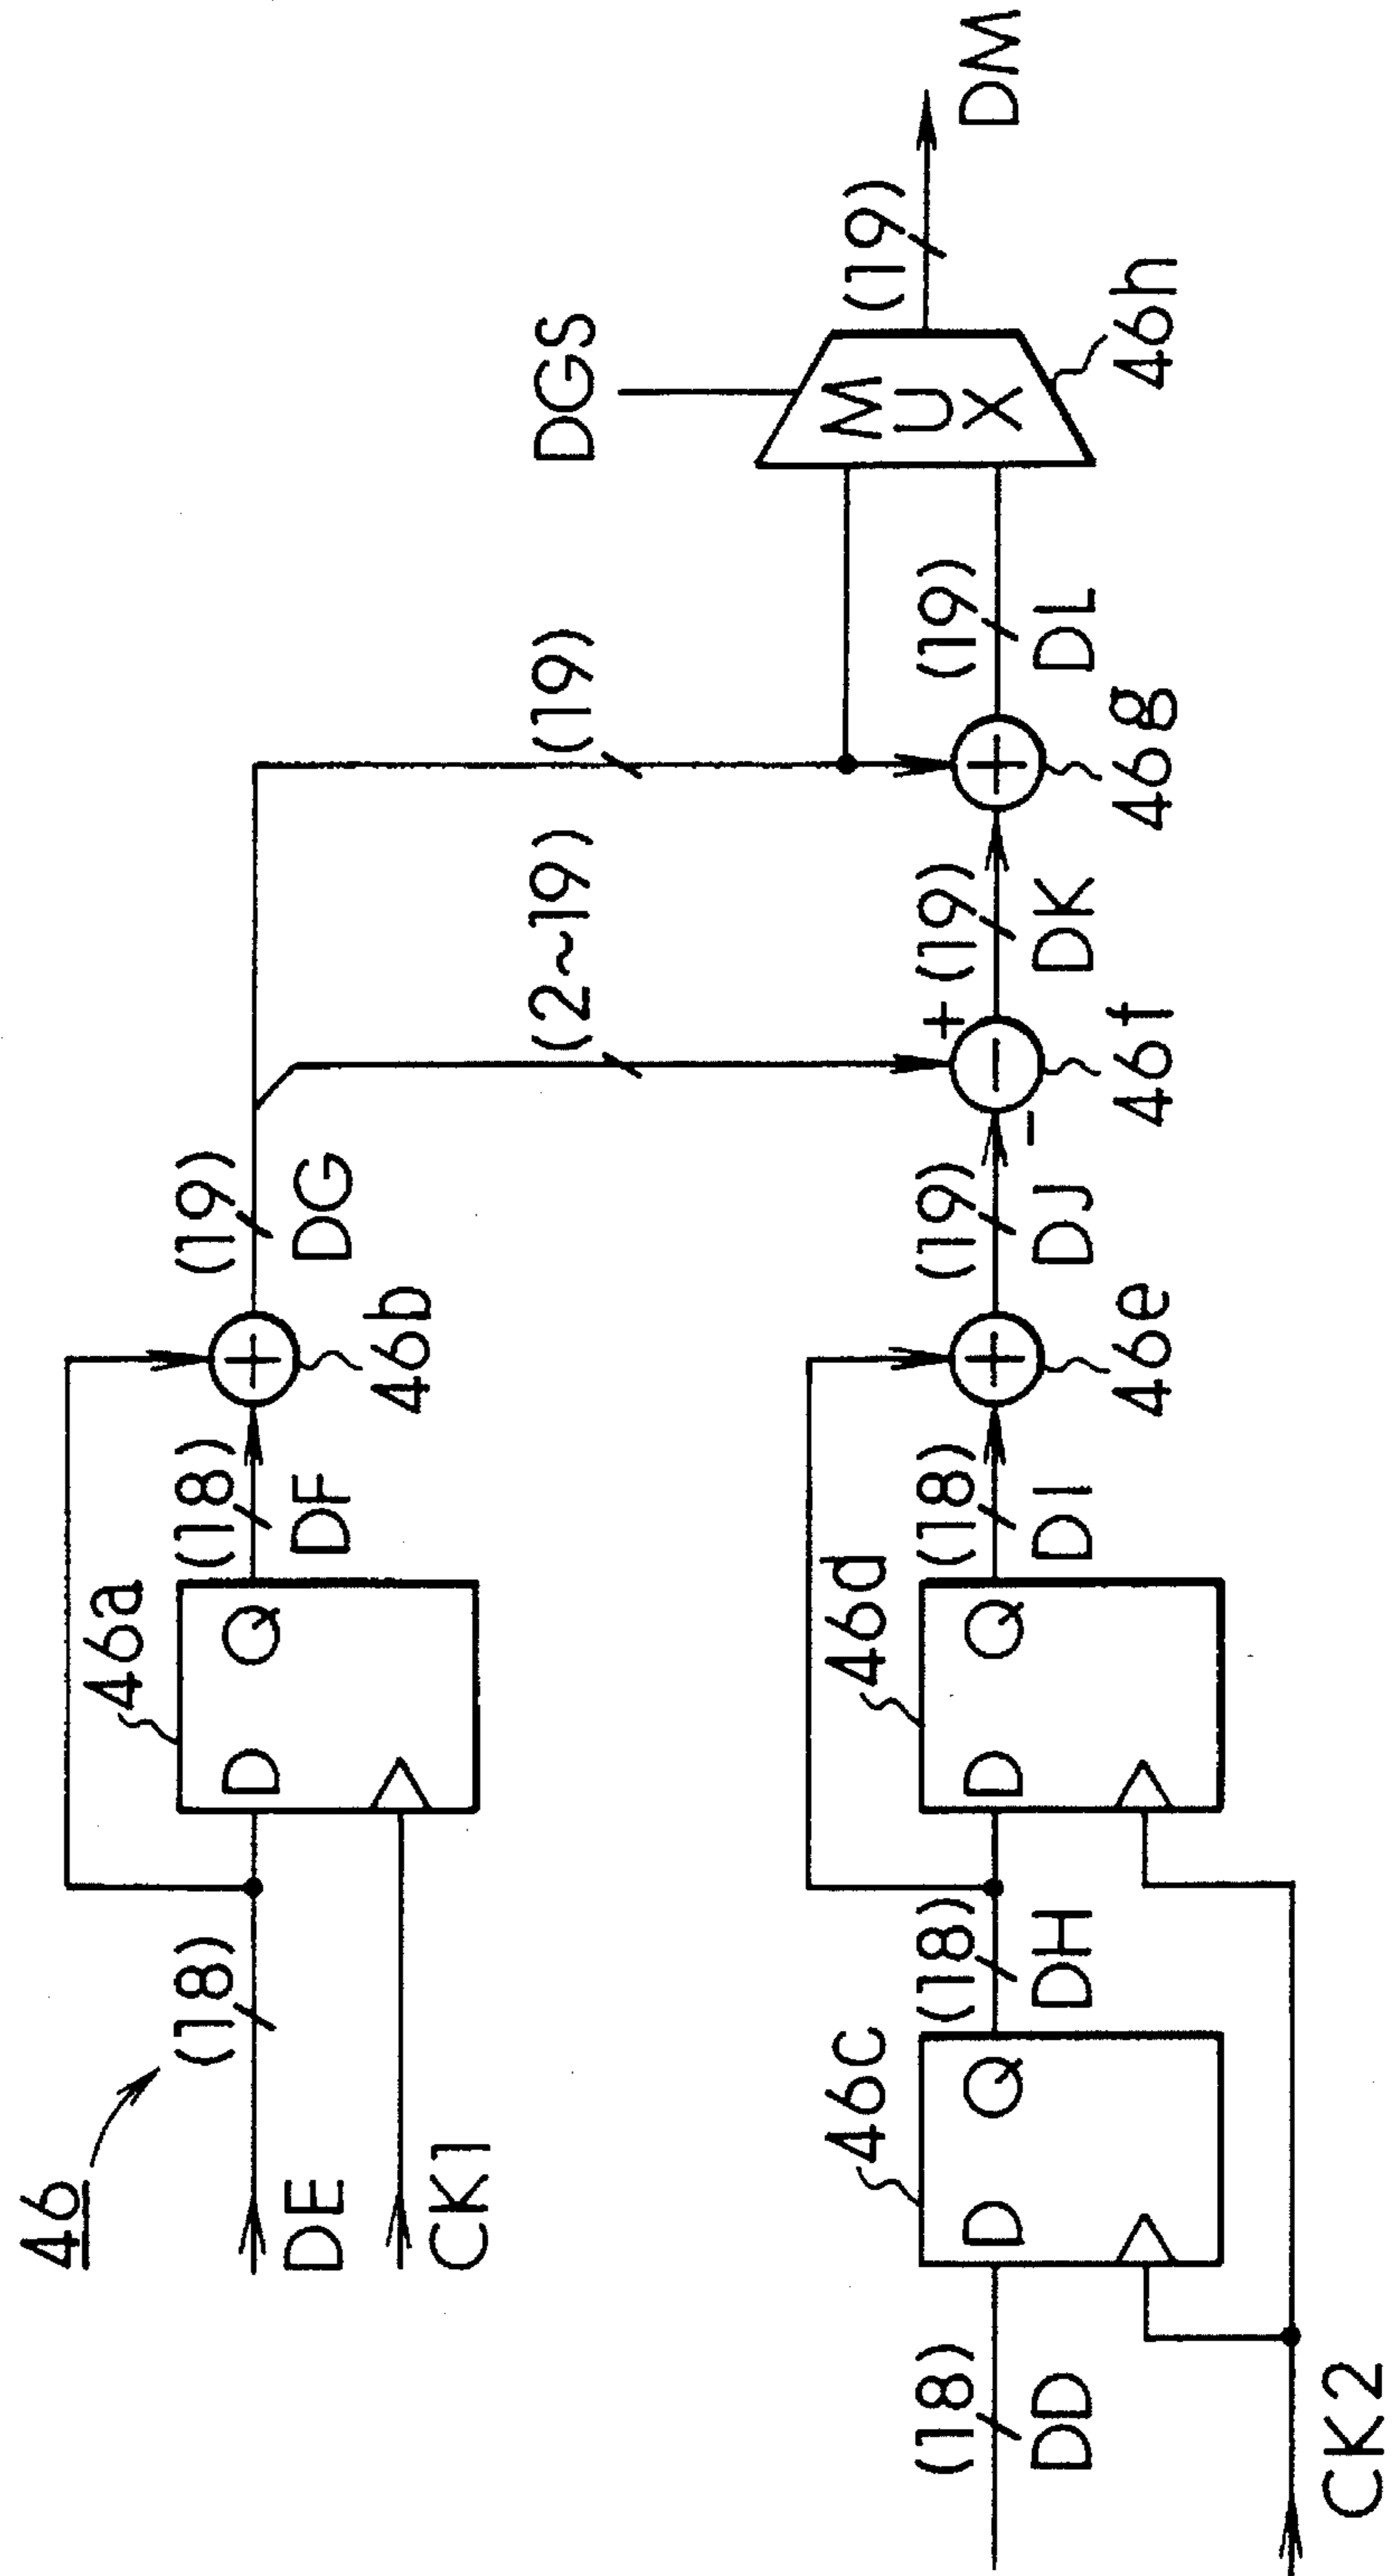 46
(18)
DE
CK1
46a
D
Q
(18)
DF
46b
(19)
DG
(2~19)
(19)
DGS
(18)
DD
CK2
46c
D
Q
(18)
DH
46d
D
Q
(18)
DI
46e
(19)
DJ
-
+
46f
(19)
DK
46g
(19)
DL
MUX
46h
(19)
DM